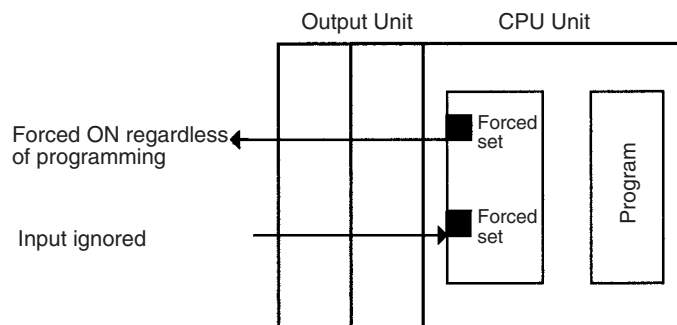 Output Unit CPU Unit
Forced ON regardless
of programming
Forced
set
Input ignored
Forced
set
Program